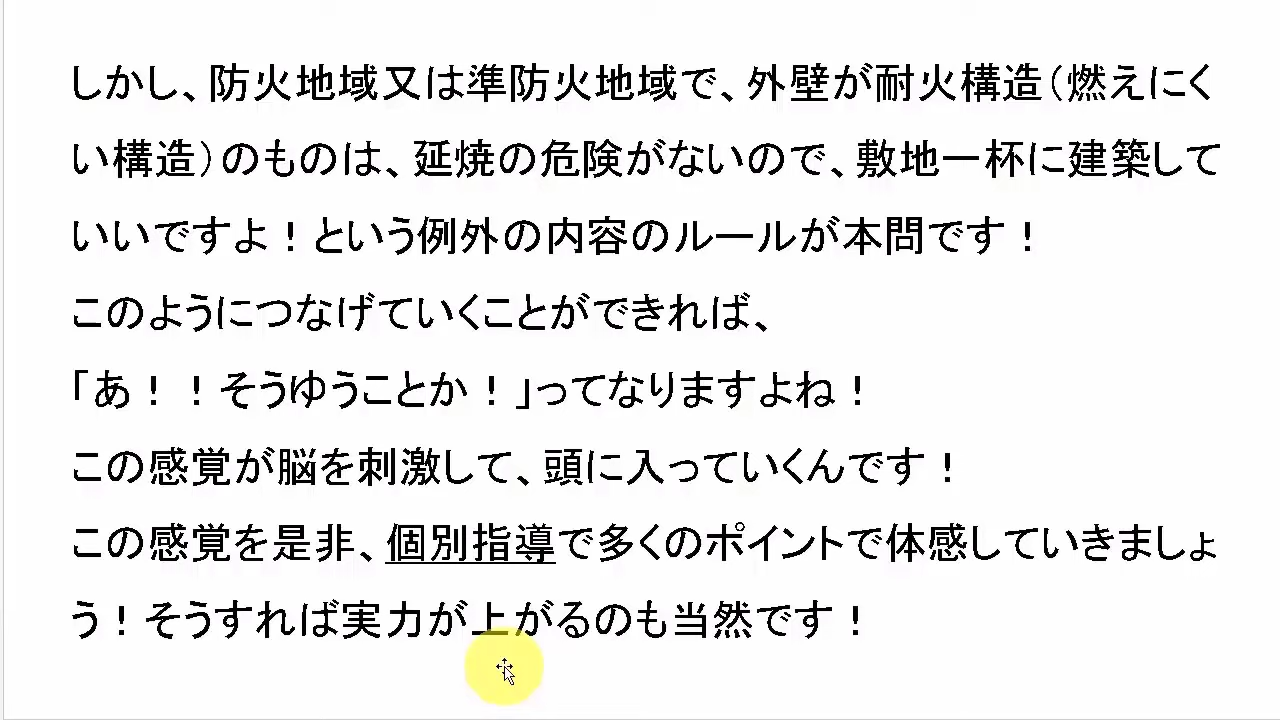 しかし、防火地域又は準防火地域で、外壁が耐火構造（燃えにく
い構造）のものは、延焼の危険がないので、敷地一杯に建築して
いいですよ！という例外の内容のルールが本問です！
このようにつなげていくことができれば、
「あ！！そうゆうことか！」ってなりますよね！
この感覚が脳を刺激して、頭に入っていくんです！
この感覚を是非、個別指導で多くのポイントで体感していきましょ
う！そうすれば実力が上がるのも当然です！